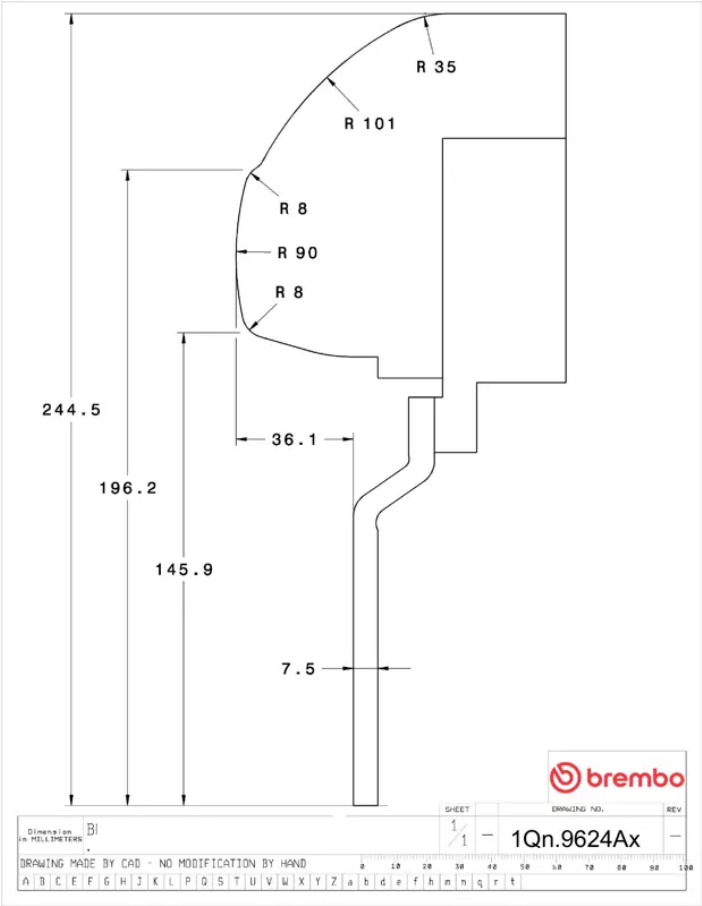 R 35
R 101
R 8
R 90
R 8
244.5
36.1
196.2
145.9
7.5
brembo
SHEET DRAWING NO. REV
Dimension in MILLIMETERS
BI
1/1 – 1Qn.9624Ax –
DRAWING MADE BY CAD - NO MODIFICATION BY HAND
0 10 20 30 40 50 60 70 80 90 100
A B C E F G H J K L P Q S T U V W X Y Z a b d e f h m n q r t